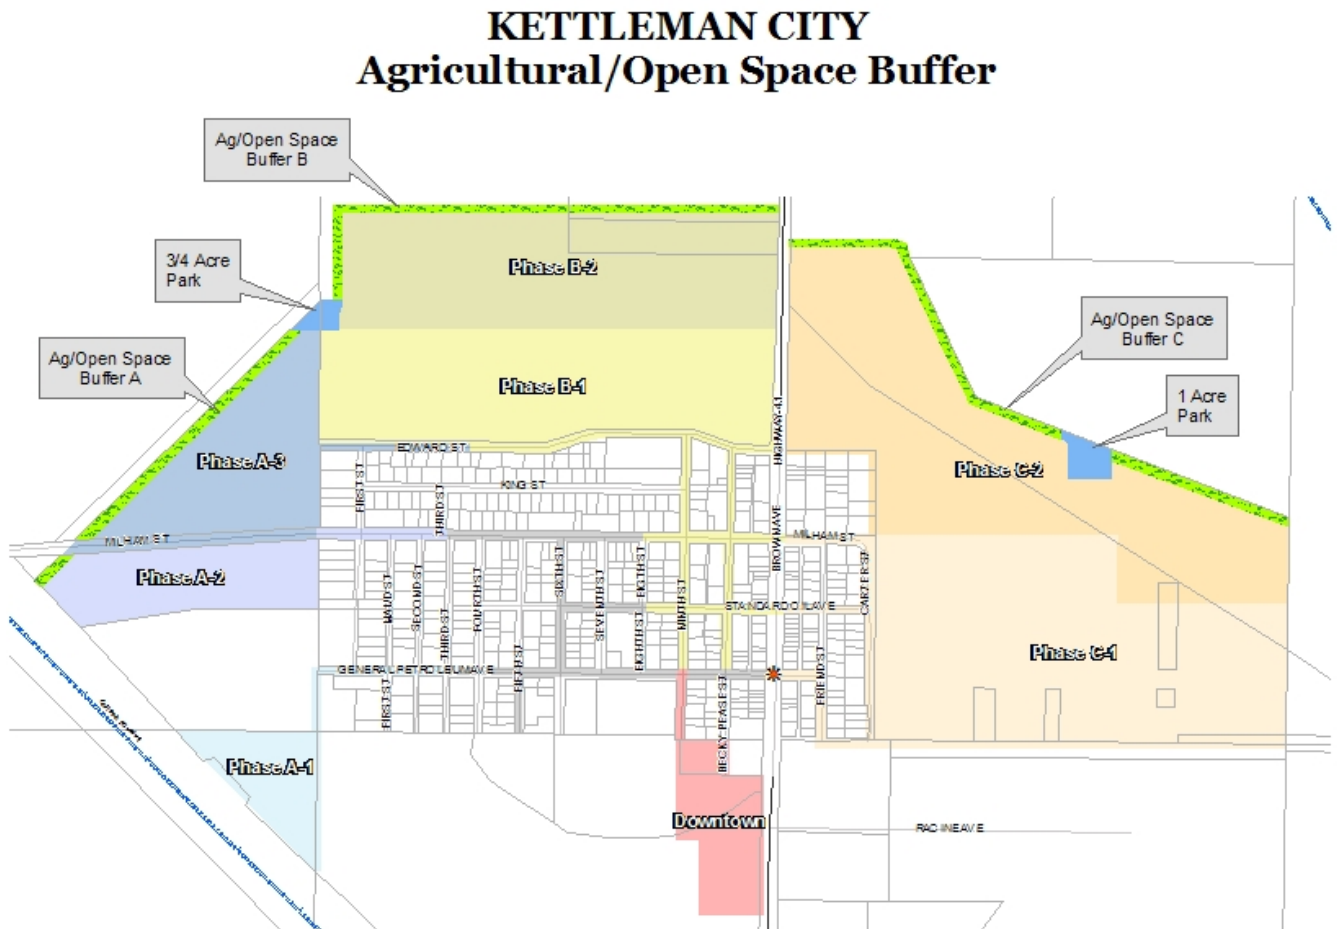 KETTLEMAN CITY
Agricultural/Open Space Buffer
Ag/Open Space
Buffer B
3/4 Acre
Park
Ag/Open Space
Buffer A
Ag/Open Space
Buffer C
1 Acre
Park
Phase B-2
Phase B-1
Phase A-3
Phase C-2
Phase A-2
Phase C-1
Phase A-1
Downtown
HIGHWAY 41
EDWARD ST
KING ST
FIRST ST
THIRD ST
MILHAM ST
MILHAM ST
BROWN AVE
SIXTH ST
SEVENTH ST
EIGTH ST
NINTH ST
CARTER ST
SECOND ST
THIRD ST
FOURTH ST
STANDARD OIL AVE
EIGHTH ST
GENERAL PETROLEUM AVE
FIFTH ST
FRIEND ST
FIRST ST
BECKY PEASE ST
RACINE AVE